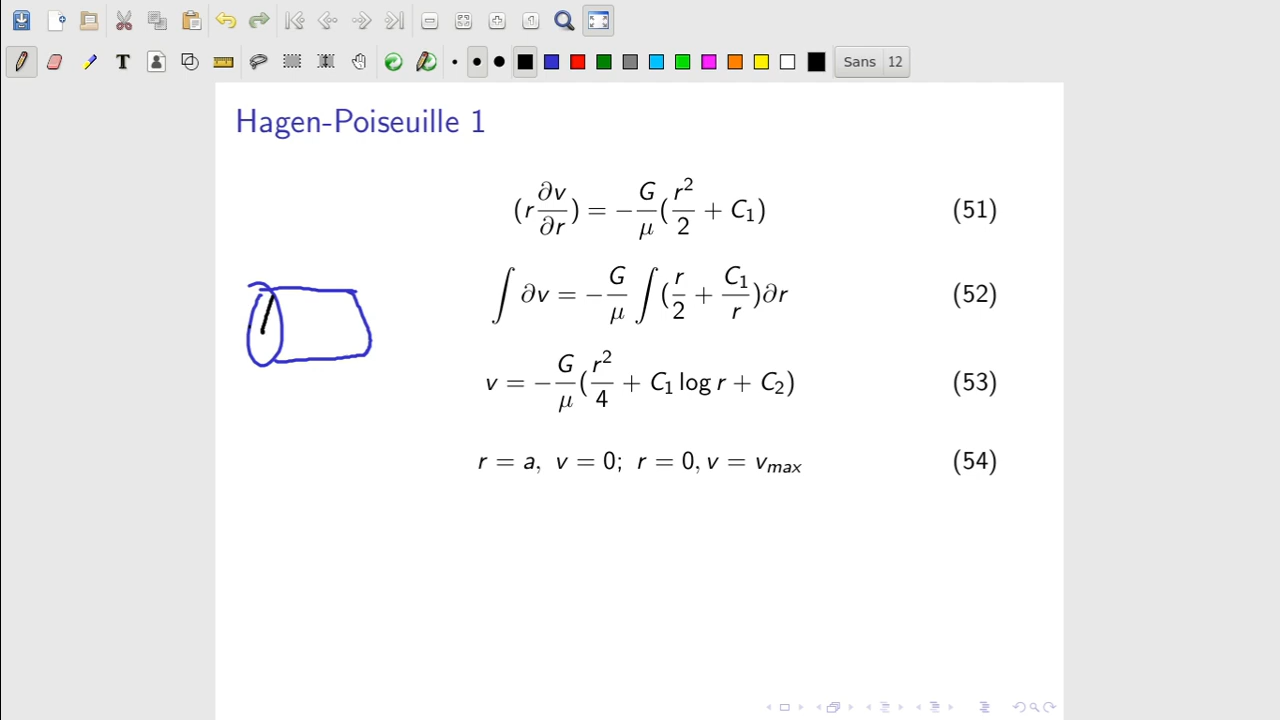 Sans 12
Hagen-Poiseuille 1
(r ∂v/∂r) = −G/μ (r²/2 + C₁) (51)
∫ ∂v = −G/μ ∫ (r/2 + C₁/r)∂r (52)
v = −G/μ (r²/4 + C₁ log r + C₂) (53)
r = a, v = 0; r = 0, v = vₘₐₓ (54)